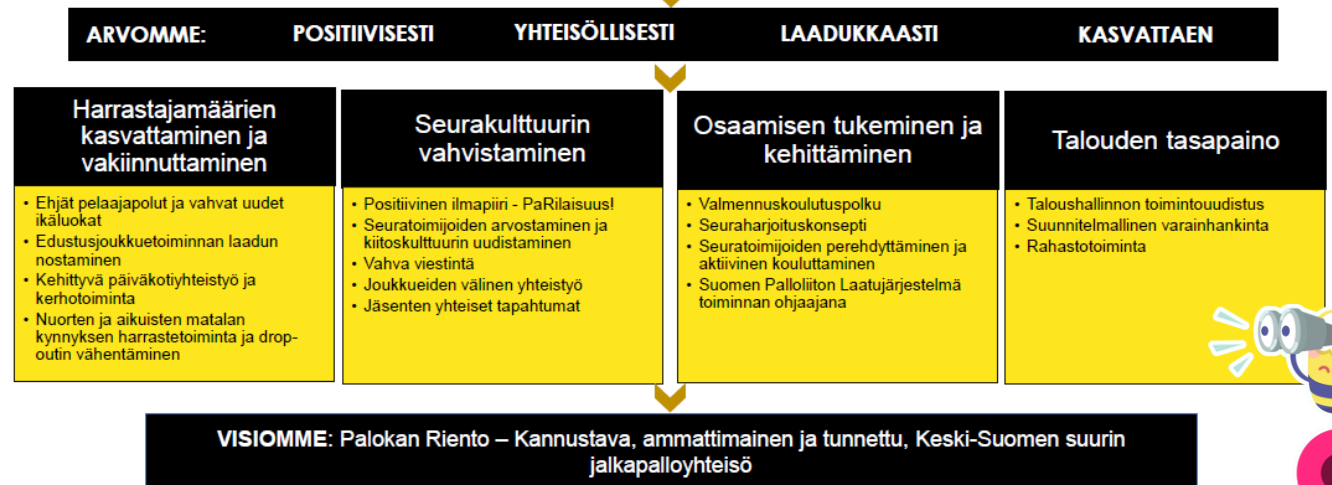 ARVOMME: POSITIIVISESTI YHTEISÖLLISESTI LAADUKKAASTI KASVATTAEN
Harrastajamäärien
kasvattaminen ja
vakiinnuttaminen
• Ehjät pelaajapolut ja vahvat uudet
ikäluokat
• Edustusjoukkuetoiminnan laadun
nostaminen
• Kehittyvä päiväkotiyhteistyö ja
kerhotoiminta
• Nuorten ja aikuisten matalan
kynnyksen harrastetoiminta ja drop-
outin vähentäminen
Seurakulttuurin
vahvistaminen
• Positiivinen ilmapiiri - PaRilaisuus!
• Seuratoimijoiden arvostaminen ja
kiitoskulttuurin uudistaminen
• Vahva viestintä
• Joukkueiden välinen yhteistyö
• Jäsenten yhteiset tapahtumat
Osaamisen tukeminen ja
kehittäminen
• Valmennuskoulutuspolku
• Seuraharjoituskonsepti
• Seuratoimijoiden perehdyttäminen ja
aktiivinen kouluttaminen
• Suomen Palloliiton Laatujärjestelmä
toiminnan ohjaajana
Talouden tasapaino
• Taloushallinnon toimintouudistus
• Suunnitelmallinen varainhankinta
• Rahastotoiminta
VISIOMME: Palokan Riento – Kannustava, ammattimainen ja tunnettu, Keski-Suomen suurin
jalkapalloyhteisö